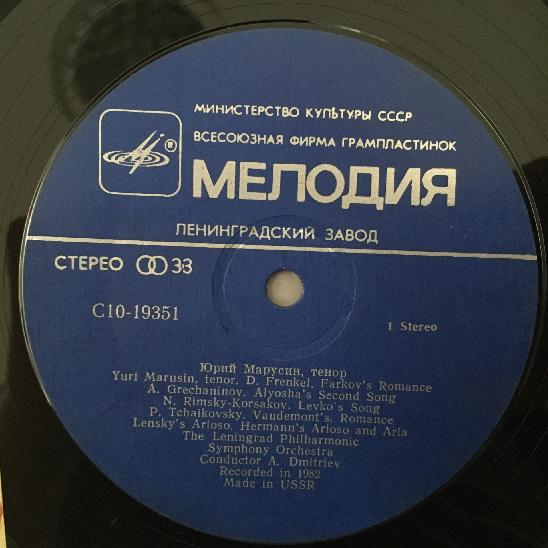 МИНИСТЕРСТВО КУЛЬТУРЫ СССР
ВСЕСОЮЗНАЯ ФИРМА ГРАМПЛАСТИНОК
®
МЕЛОДИЯ
ЛЕНИНГРАДСКИЙ ЗАВОД
СТЕРЕО 33
С10-19351
1 Stereo
Юрий Марусин, тенор
Yuri Marusin, tenor. D. Frenkel, Farkov's Romance
A. Grechaninov. Alyosha's Second Song
N. Rimsky-Korsakov. Levko's Song
P. Tchaikovsky, Vaudemont's, Romance
Lensky's Arioso, Hermann's Arioso and Aria
The Leningrad Philharmonic
Symphony Orchestra
Conductor A. Dmitriev
Recorded in 1982
Made in USSR